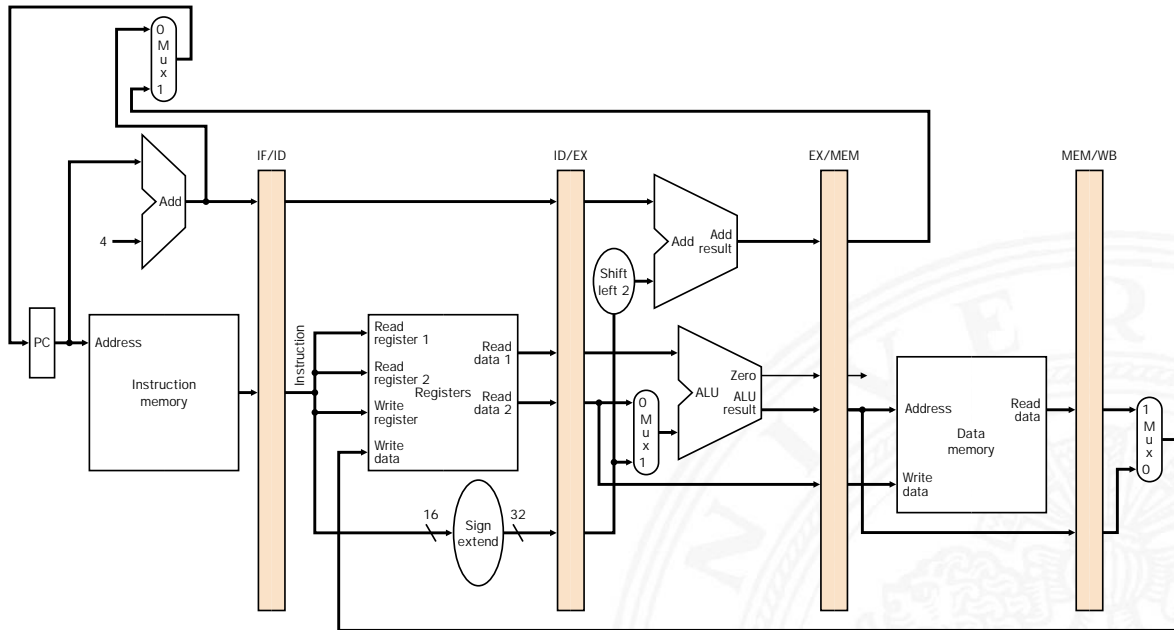 0
M
u
x
1
IF/ID
ID/EX
EX/MEM
MEM/WB
Add
4
Add
Add
result
Shift
left 2
PC
Address
Instruction
memory
Instruction
Read
register 1
Read
register 2
Write
register
Write
data
Registers
Read
data 1
Read
data 2
16
Sign
extend
32
0
M
u
x
1
ALU
Zero
ALU
result
Address
Write
data
Data
memory
Read
data
1
M
u
x
0
NIVER